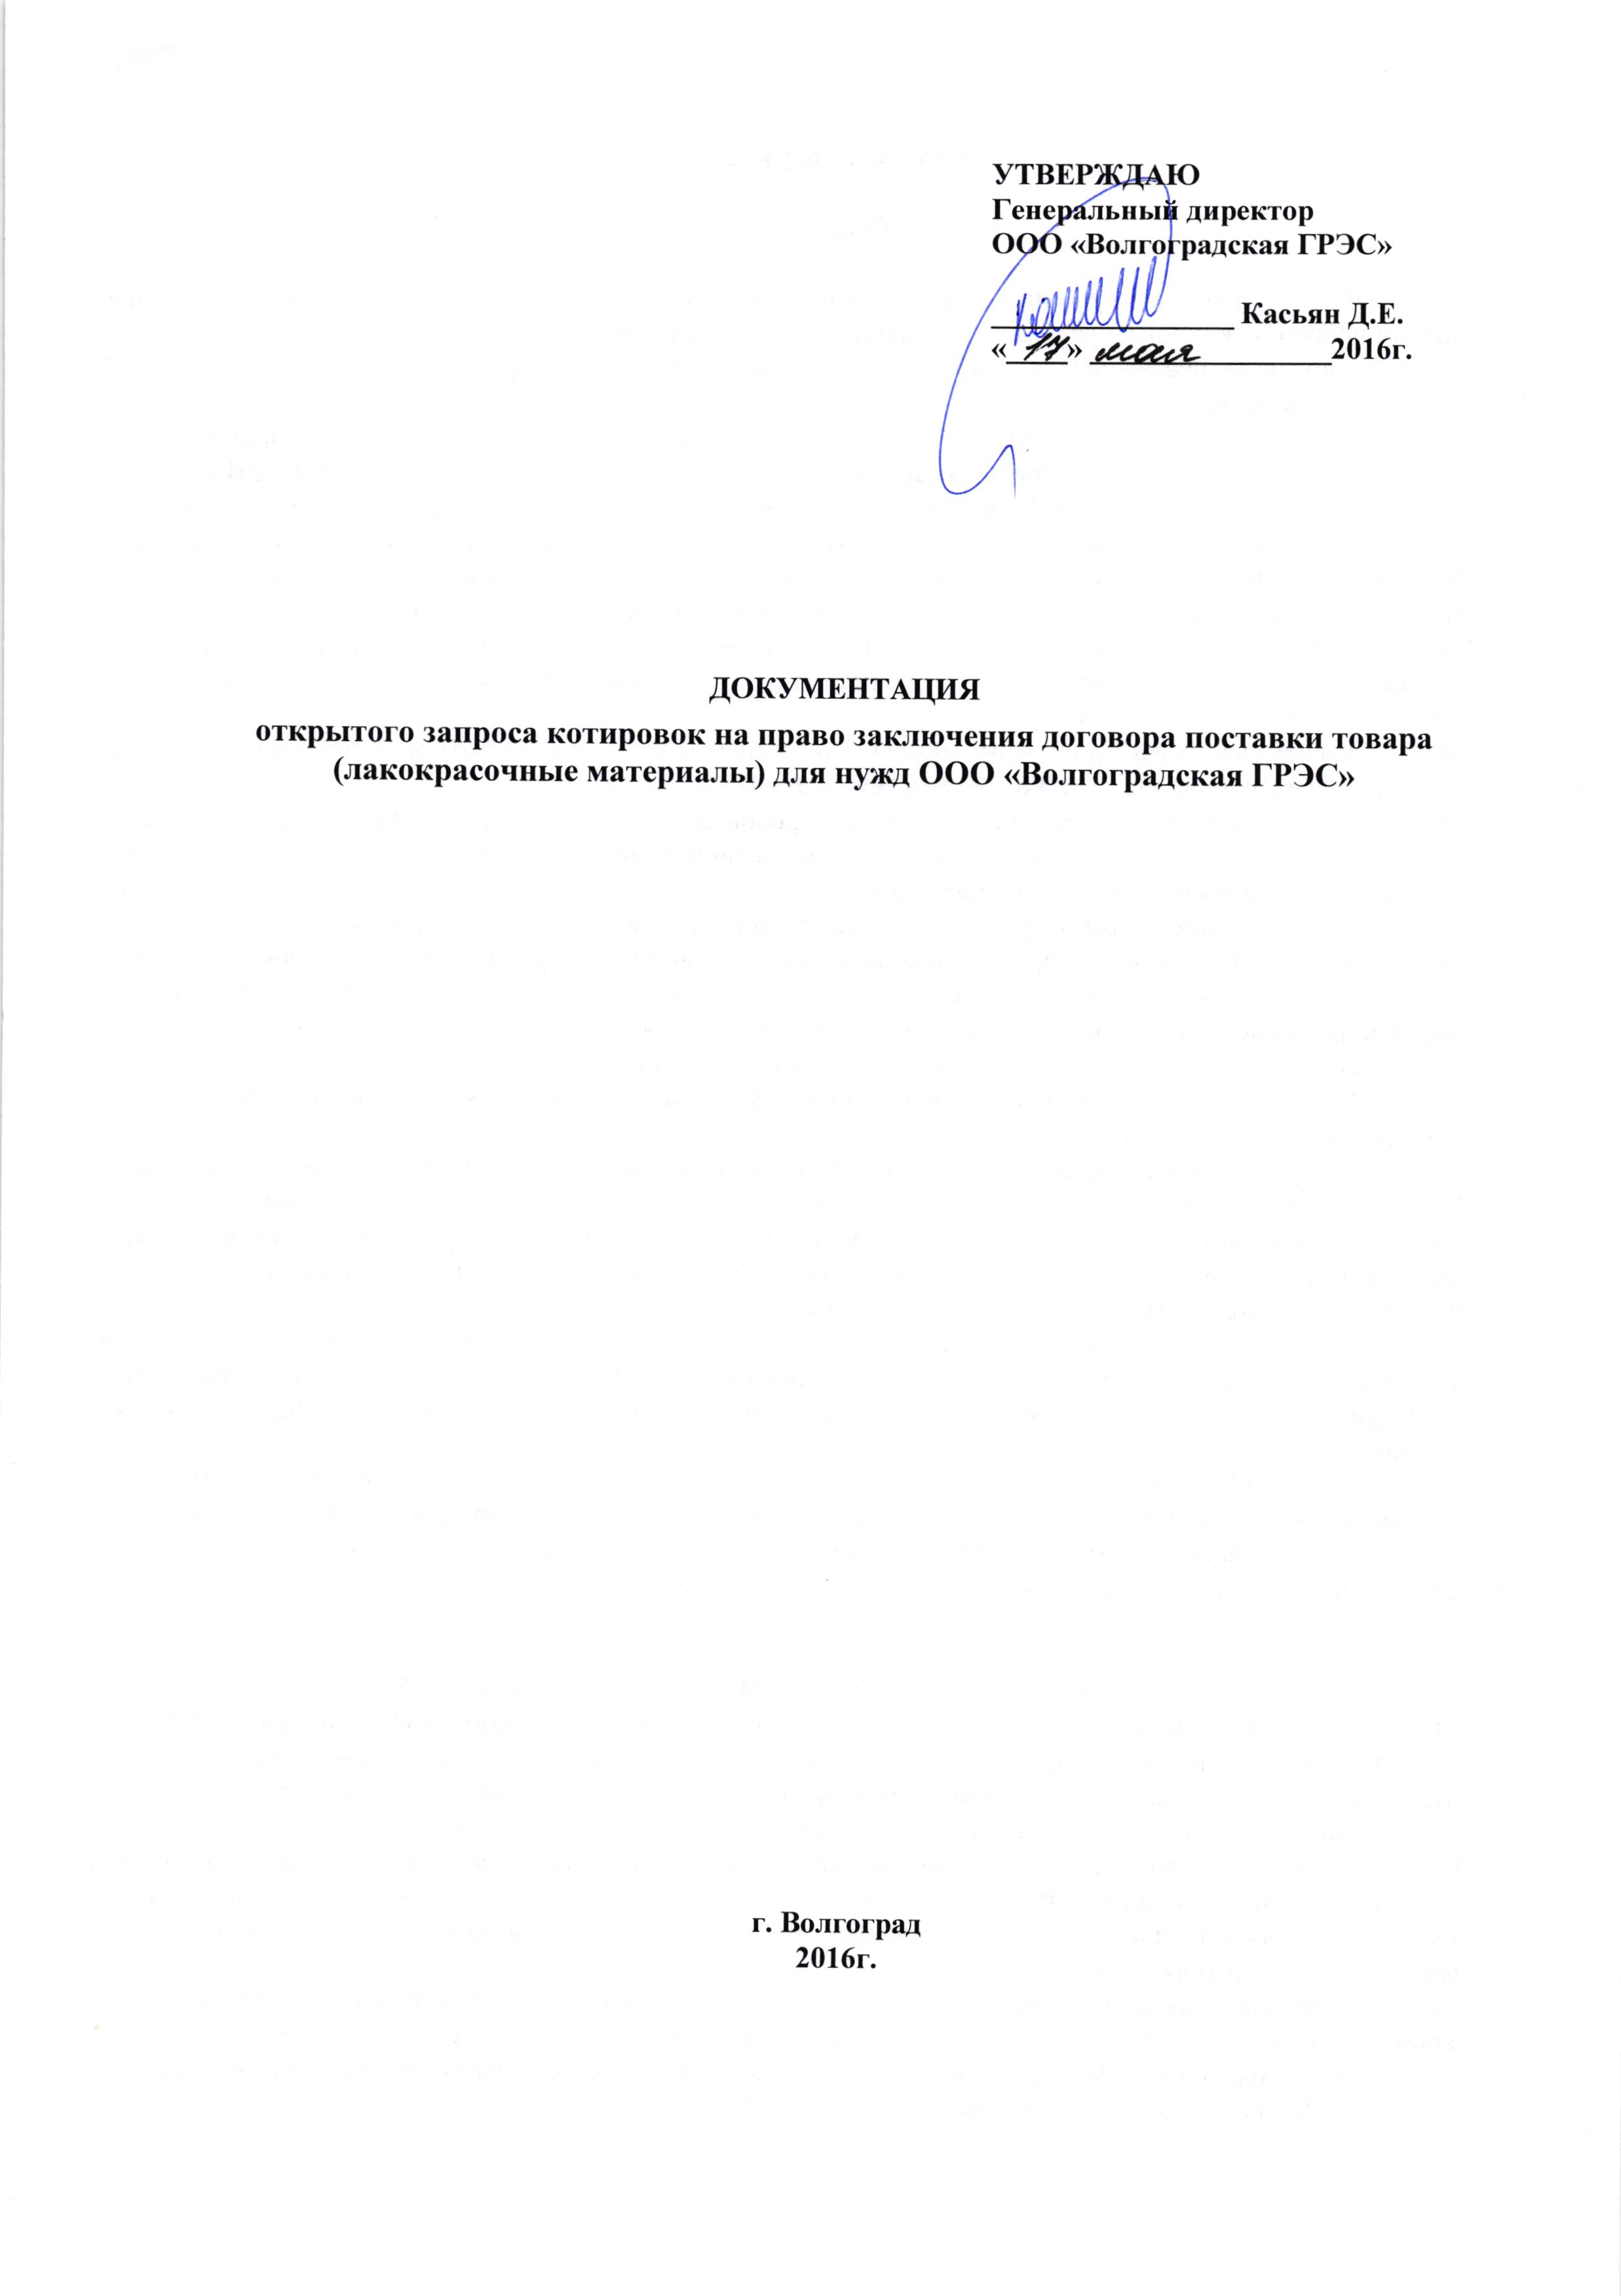 УТВЕРЖДАЮ
Генеральный директор
ООО «Волгоградская ГРЭС»
________________ Касьян Д.Е.
«17» мая 2016г.
ДОКУМЕНТАЦИЯ
открытого запроса котировок на право заключения договора поставки товара
(лакокрасочные материалы) для нужд ООО «Волгоградская ГРЭС»
г. Волгоград
2016г.